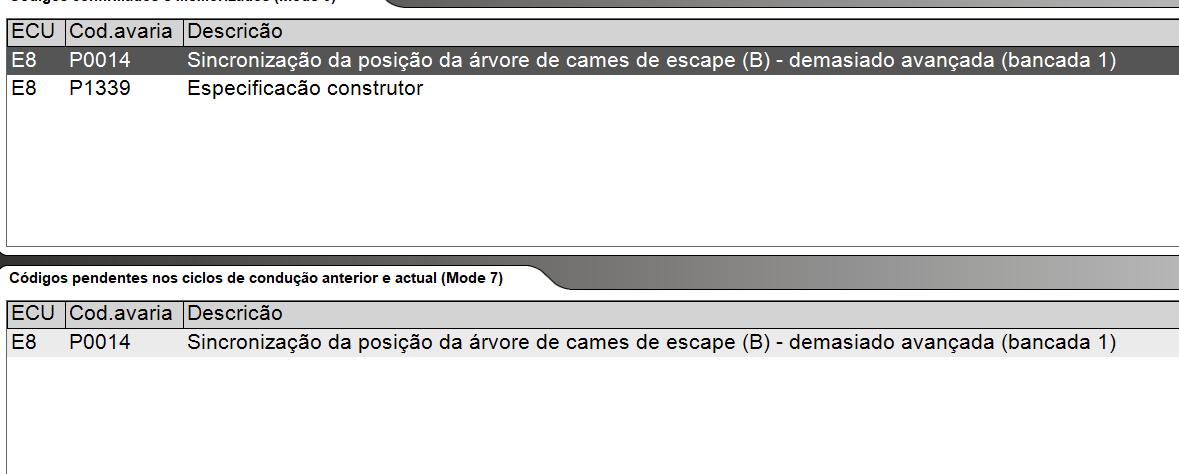 ECU Cod.avaria Descricão
E8 P0014 Sincronização da posição da árvore de cames de escape (B) - demasiado avançada (bancada 1)
E8 P1339 Especificacão construtor
Códigos pendentes nos ciclos de condução anterior e actual (Mode 7)
ECU Cod.avaria Descricão
E8 P0014 Sincronização da posição da árvore de cames de escape (B) - demasiado avançada (bancada 1)